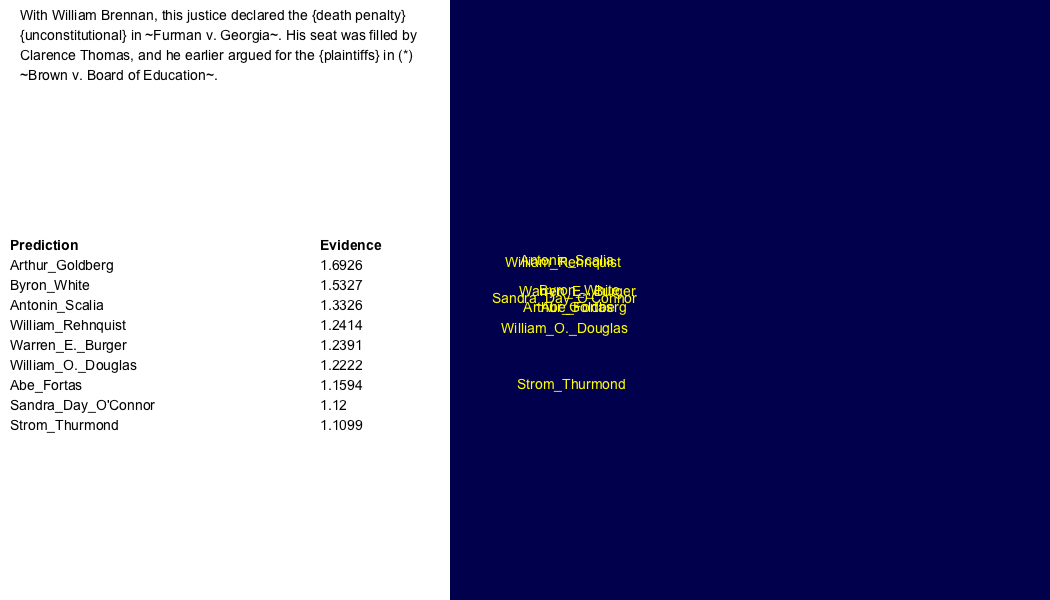 With William Brennan, this justice declared the {death penalty}
{unconstitutional} in ~Furman v. Georgia~. His seat was filled by
Clarence Thomas, and he earlier argued for the {plaintiffs} in (*)
~Brown v. Board of Education~.
Prediction Evidence
Arthur_Goldberg 1.6926
Byron_White 1.5327
Antonin_Scalia 1.3326
William_Rehnquist 1.2414
Warren_E._Burger 1.2391
William_O._Douglas 1.2222
Abe_Fortas 1.1594
Sandra_Day_O'Connor 1.12
Strom_Thurmond 1.1099
Antonin_Scalia
William_Rehnquist
Byron_White
Warren_E._Burger
Sandra_Day_O'Connor
Arthur_Goldberg
Abe_Fortas
William_O._Douglas
Strom_Thurmond